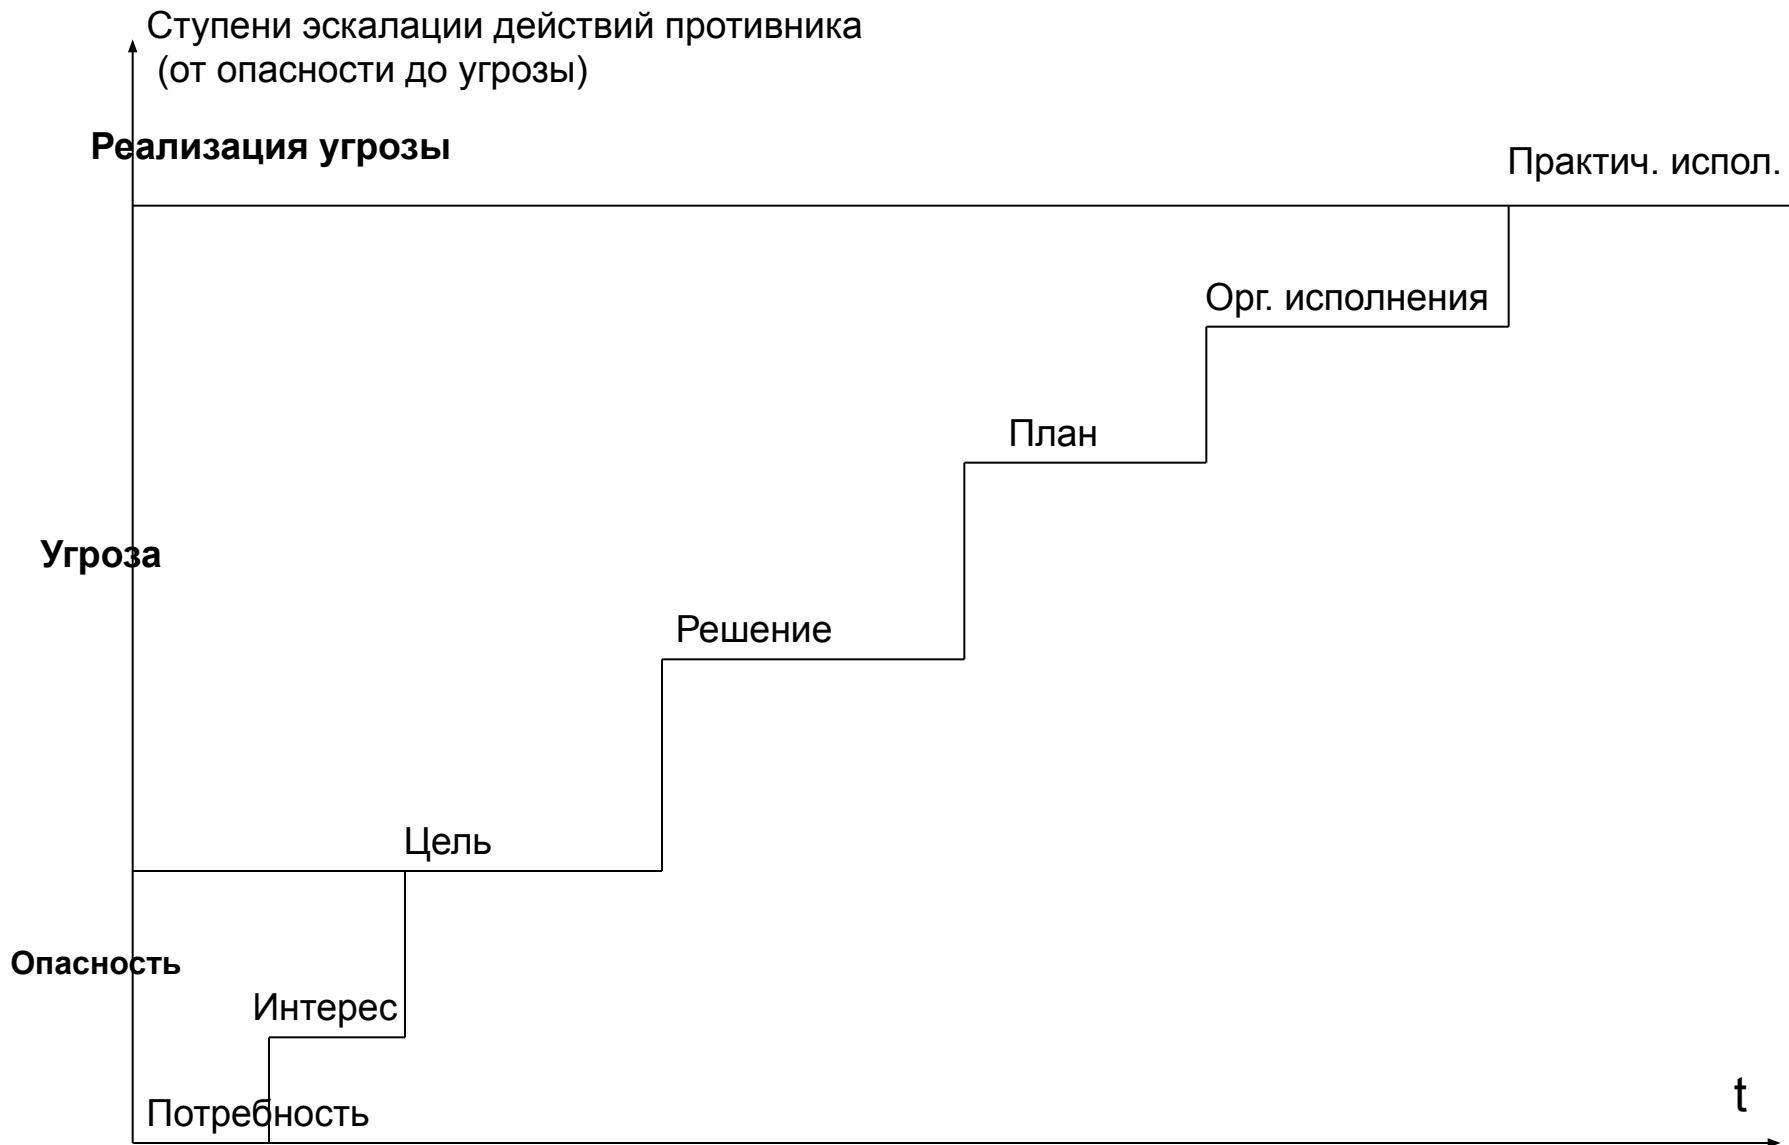 Ступени эскалации действий противника
(от опасности до угрозы)
Реализация угрозы
Практич. испол.
Орг. исполнения
План
Угроза
Решение
Цель
Опасность
Интерес
t
Потребность